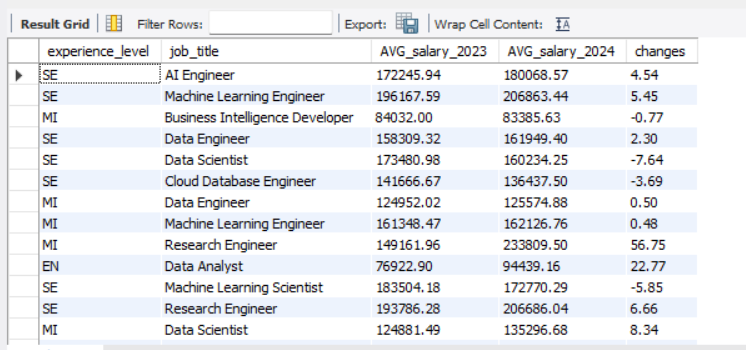 Result Grid Filter Rows: Export: Wrap Cell Content:
experience_level job_title AVG_salary_2023 AVG_salary_2024 changes
SE AI Engineer 172245.94 180068.57 4.54
SE Machine Learning Engineer 196167.59 206863.44 5.45
MI Business Intelligence Developer 84032.00 83385.63 -0.77
SE Data Engineer 158309.32 161949.40 2.30
SE Data Scientist 173480.98 160234.25 -7.64
SE Cloud Database Engineer 141666.67 136437.50 -3.69
MI Data Engineer 124952.02 125574.88 0.50
MI Machine Learning Engineer 161348.47 162126.76 0.48
MI Research Engineer 149161.96 233809.50 56.75
EN Data Analyst 76922.90 94439.16 22.77
SE Machine Learning Scientist 183504.18 172770.29 -5.85
SE Research Engineer 193786.28 206686.04 6.66
MI Data Scientist 124881.49 135296.68 8.34